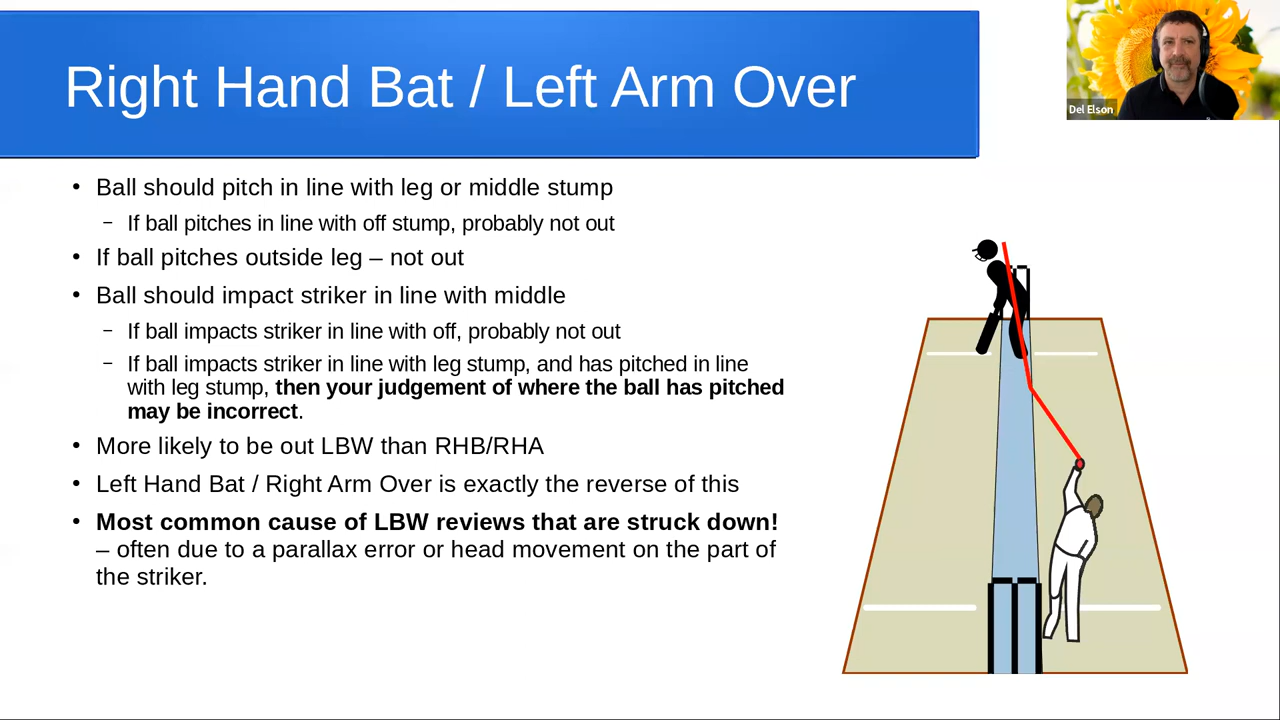 Right Hand Bat / Left Arm Over
Del Elson
• Ball should pitch in line with leg or middle stump
– If ball pitches in line with off stump, probably not out
• If ball pitches outside leg – not out
• Ball should impact striker in line with middle
– If ball impacts striker in line with off, probably not out
– If ball impacts striker in line with leg stump, and has pitched in line
with leg stump, then your judgement of where the ball has pitched
may be incorrect.
• More likely to be out LBW than RHB/RHA
• Left Hand Bat / Right Arm Over is exactly the reverse of this
• Most common cause of LBW reviews that are struck down!
– often due to a parallax error or head movement on the part of
the striker.